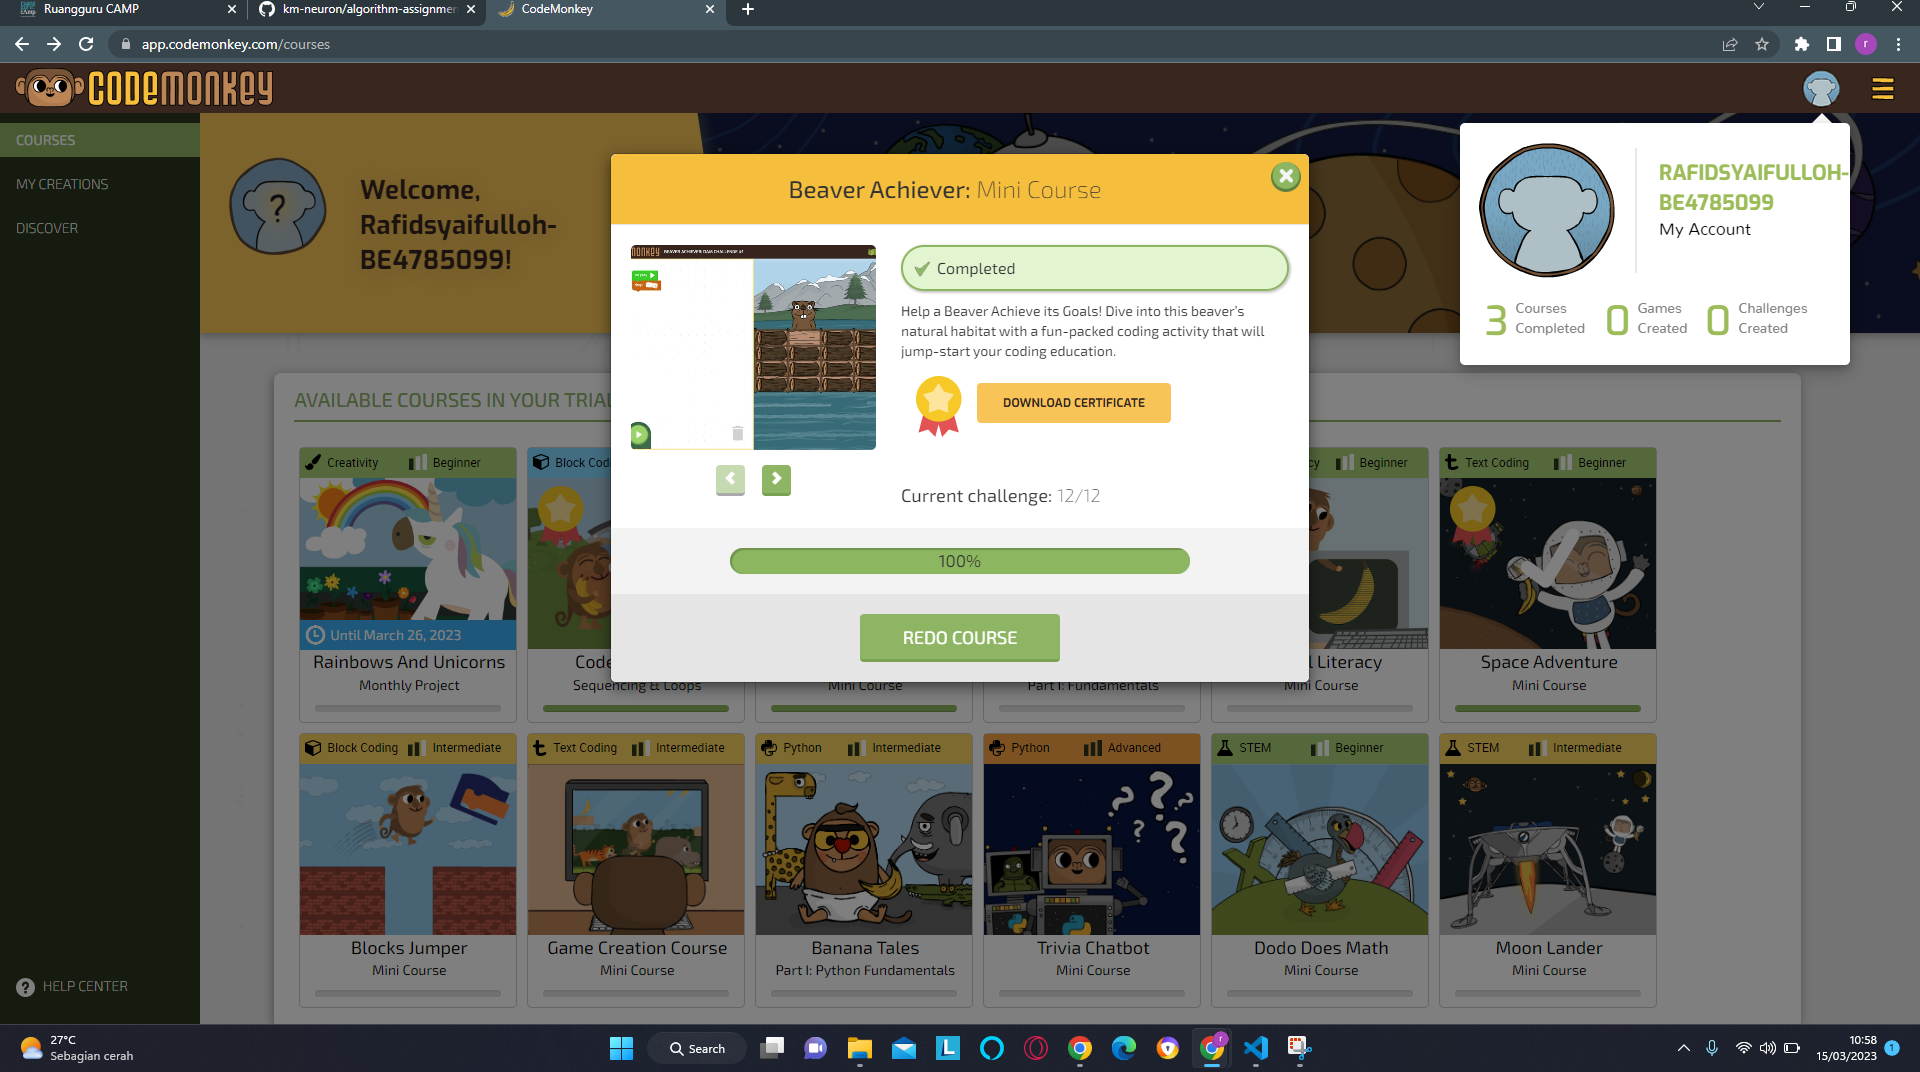 Ruangguru CAMP
km-neuron/algorithm-assignmen
CodeMonkey
app.codemonkey.com/courses
r
CODEMONKEY
COURSES
MY CREATIONS
DISCOVER
HELP CENTER
Welcome,
Rafidsyaifulloh-
BE4785099!
RAFIDSYAIFULLOH-
BE4785099
My Account
3 Courses Completed
0 Games Created
0 Challenges Created
Beaver Achiever: Mini Course
MONKEY BEAVER ACHIEVER: DAM CHALLENGE #1
Completed
Help a Beaver Achieve its Goals! Dive into this beaver's
natural habitat with a fun-packed coding activity that will
jump-start your coding education.
DOWNLOAD CERTIFICATE
Current challenge: 12/12
100%
REDO COURSE
AVAILABLE COURSES IN YOUR TRIAL
Creativity Beginner
Until March 26, 2023
Rainbows And Unicorns
Monthly Project
Block Cod
Code
Sequencing & Loops
Mini Course
Part I: Fundamentals
cy Beginner
l Literacy
Mini Course
Text Coding Beginner
Space Adventure
Mini Course
Block Coding Intermediate
Blocks Jumper
Mini Course
Text Coding Intermediate
Game Creation Course
Mini Course
Python Intermediate
Banana Tales
Part I: Python Fundamentals
Python Advanced
Trivia Chatbot
Mini Course
STEM Beginner
Dodo Does Math
Mini Course
STEM Intermediate
Moon Lander
Mini Course
27°C
Sebagian cerah
Search
10:58
15/03/2023
1